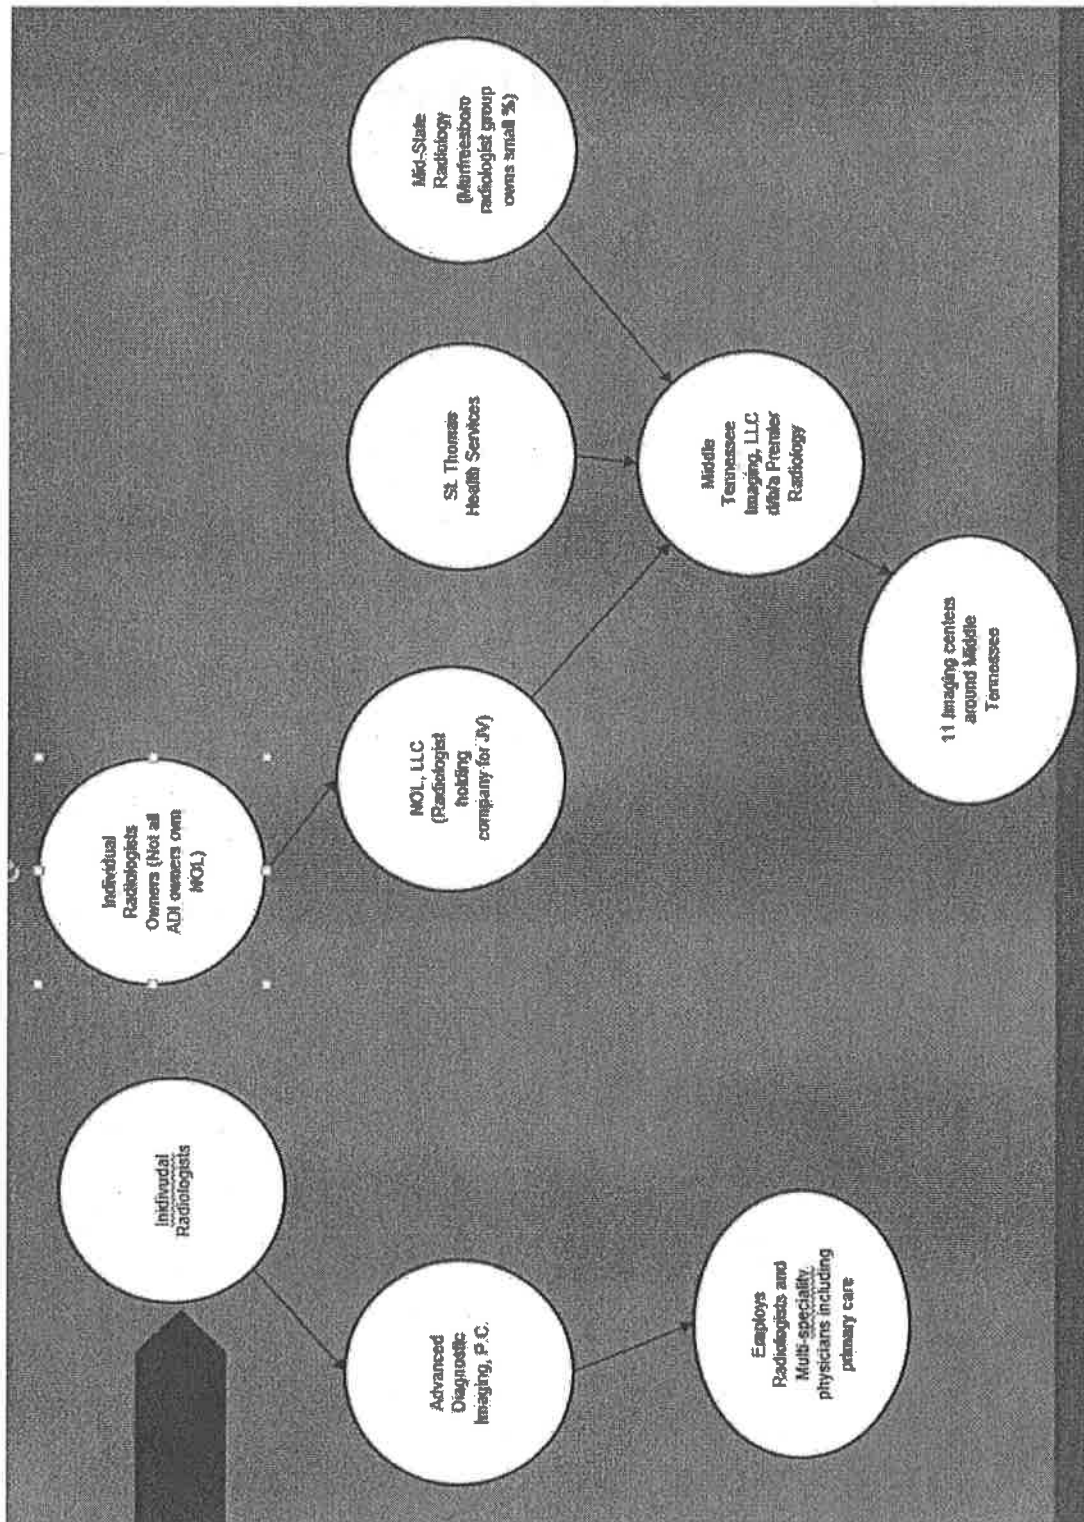 Inidivudal
Radiologists
Individual
Radiologists
Owners (Not all
ADI owners own
NOL)
Advanced
Diagnostic
Imaging, P.C.
NOL, LLC
(Radiologist
holding
company for JV)
St. Thomas
Health Services
Mid-State
Radiology
(Murfreesboro
radiologist group
owns small %)
Employs
Radiologists and
Multi-speciality
physicians including
primary care
Middle
Tennessee
Imaging, LLC
d/b/a Premier
Radiology
11 Imaging centers
around Middle
Tennessee